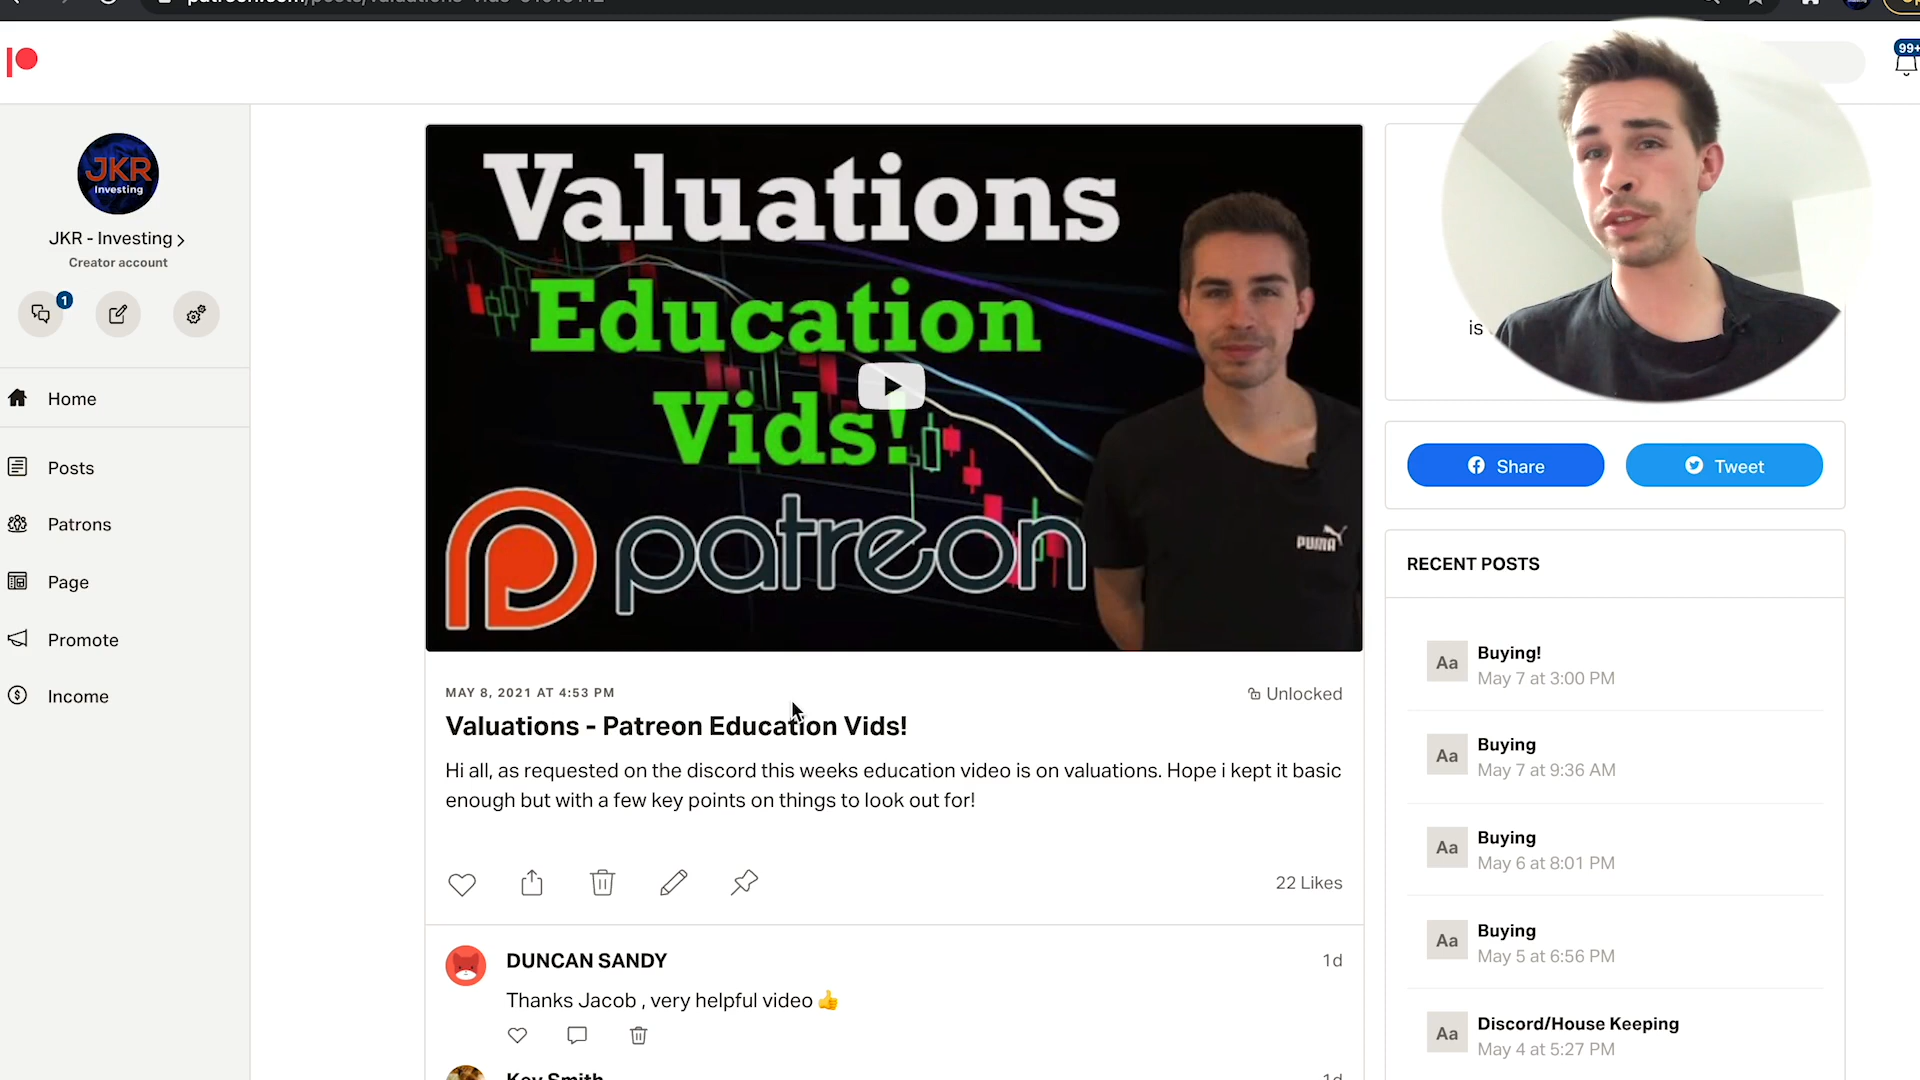 99+
JKR
Investing
JKR - Investing
Creator account
1
Home
Posts
Patrons
Page
Promote
Income
Valuations
Education
Vids!
patreon
PUMA
MAY 8, 2021 AT 4:53 PM
Unlocked
Valuations - Patreon Education Vids!
Hi all, as requested on the discord this weeks education video is on valuations. Hope i kept it basic
enough but with a few key points on things to look out for!
22 Likes
DUNCAN SANDY
1d
Thanks Jacob , very helpful video 👍
Kev Smith
1d
is
Share
Tweet
RECENT POSTS
Aa
Buying!
May 7 at 3:00 PM
Aa
Buying
May 7 at 9:36 AM
Aa
Buying
May 6 at 8:01 PM
Aa
Buying
May 5 at 6:56 PM
Aa
Discord/House Keeping
May 4 at 5:27 PM